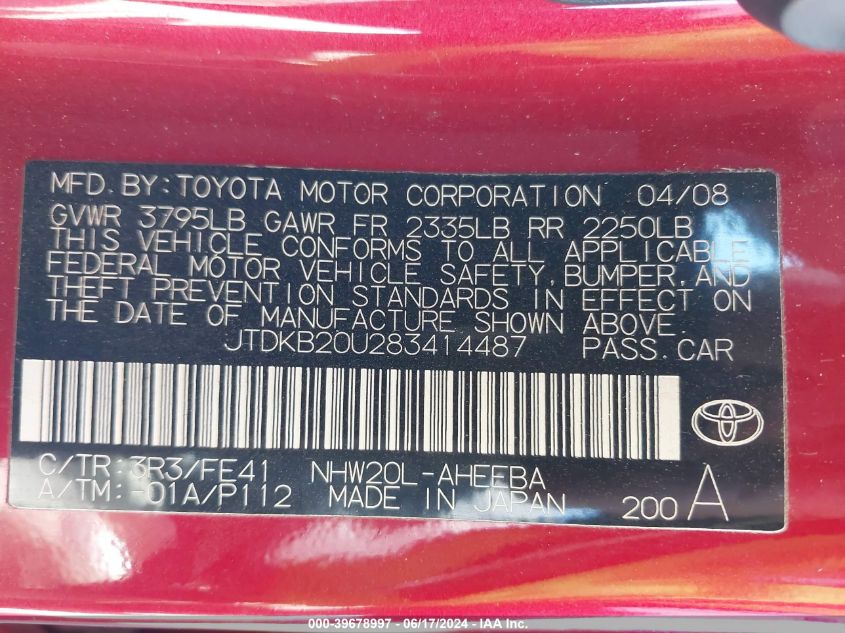 MFD.BY:TOYOTA MOTOR CORPORATION 04/08
GVWR 3795LB GAWR FR 2335LB RR 2250LB
THIS VEHICLE CONFORMS TO ALL APPLICABLE
FEDERAL MOTOR VEHICLE SAFETY,BUMPER,AND
THEFT PREVENTION STANDARDS IN EFFECT ON
THE DATE OF MANUFACTURE SHOWN ABOVE.
JTDKB20U283414487 PASS.CAR
C/TR:3R3/FE41 NHW20L-AHEEBA
A/TM:-01A/P112 MADE IN JAPAN 200 A
000-39678997 - 06/17/2024 - © IAA, Inc.